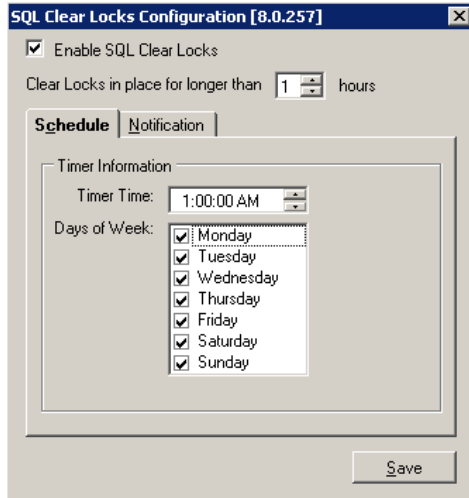 SQL Clear Locks Configuration [8.0.257]
Enable SQL Clear Locks
Clear Locks in place for longer than 1 hours
Schedule Notification
Timer Information
Timer Time: 1:00:00 AM
Days of Week: Monday
Tuesday
Wednesday
Thursday
Friday
Saturday
Sunday
Save